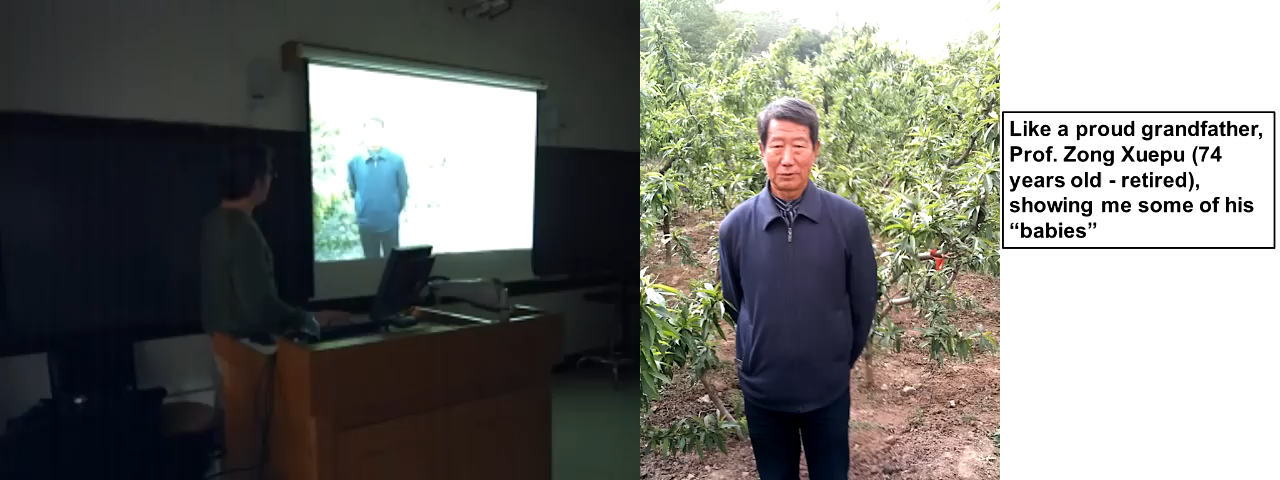 Like a proud grandfather,
Prof. Zong Xuepu (74
years old - retired),
showing me some of his
“babies”